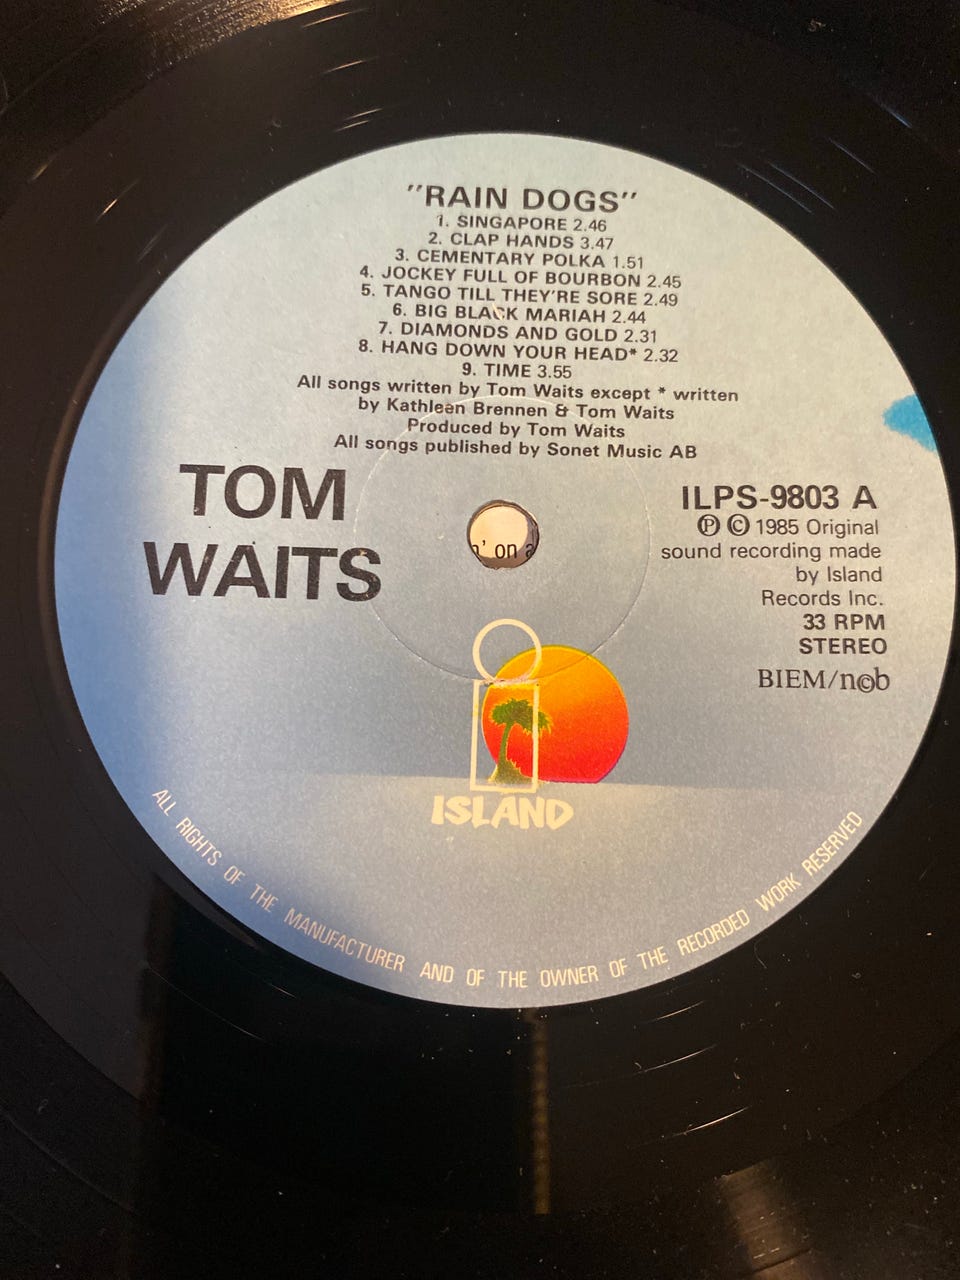 "RAIN DOGS"
1. SINGAPORE 2.46
2. CLAP HANDS 3.47
3. CEMENTARY POLKA 1.51
4. JOCKEY FULL OF BOURBON 2.45
5. TANGO TILL THEY'RE SORE 2.49
6. BIG BLACK MARIAH 2.44
7. DIAMONDS AND GOLD 2.31
8. HANG DOWN YOUR HEAD* 2.32
9. TIME 3.55
All songs written by Tom Waits except * written
by Kathleen Brennen & Tom Waits
Produced by Tom Waits
All songs published by Sonet Music AB
TOM
WAITS
ILPS-9803 A
℗ © 1985 Original
sound recording made
by Island
Records Inc.
33 RPM
STEREO
BIEM/n©b
on
ISLAND
ALL RIGHTS OF THE MANUFACTURER AND OF THE OWNER OF THE RECORDED WORK RESERVED